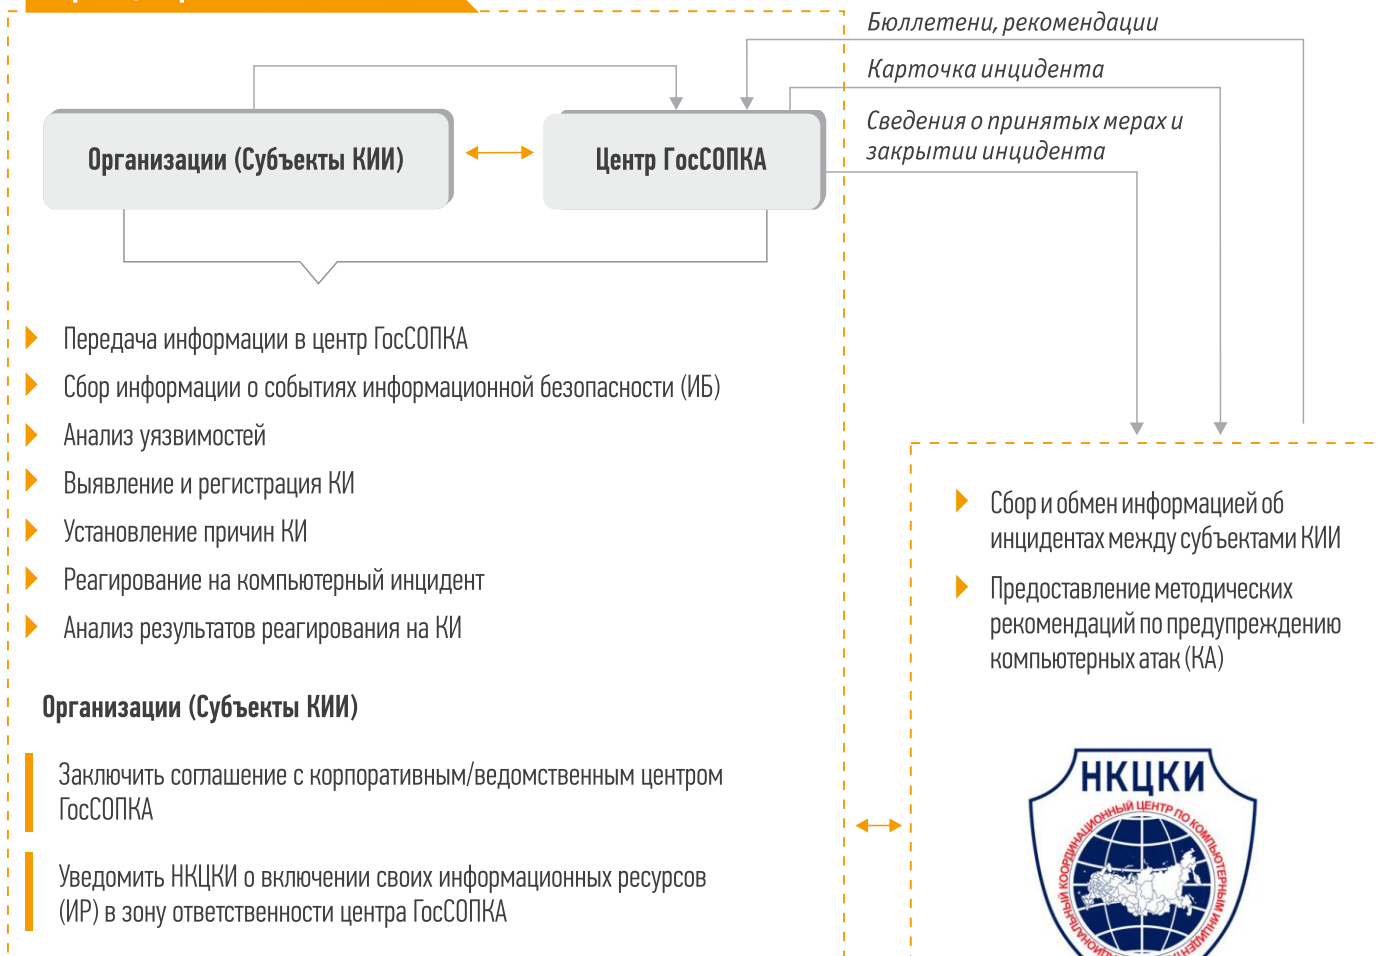 Бюллетени, рекомендации
Карточка инцидента
Сведения о принятых мерах и
закрытии инцидента
Организации (Субъекты КИИ)
Центр ГосСОПКА
Передача информации в центр ГосСОПКА
Сбор информации о событиях информационной безопасности (ИБ)
Анализ уязвимостей
Выявление и регистрация КИ
Установление причин КИ
Реагирование на компьютерный инцидент
Анализ результатов реагирования на КИ
Организации (Субъекты КИИ)
Заключить соглашение с корпоративным/ведомственным центром
ГосСОПКА
Уведомить НКЦКИ о включении своих информационных ресурсов
(ИР) в зону ответственности центра ГосСОПКА
Сбор и обмен информацией об
инцидентах между субъектами КИИ
Предоставление методических
рекомендаций по предупреждению
компьютерных атак (КА)
НКЦКИ
КООРДИНАЦИОННЫЙ ЦЕНТР ПО КОМПЬЮТЕРНЫМ